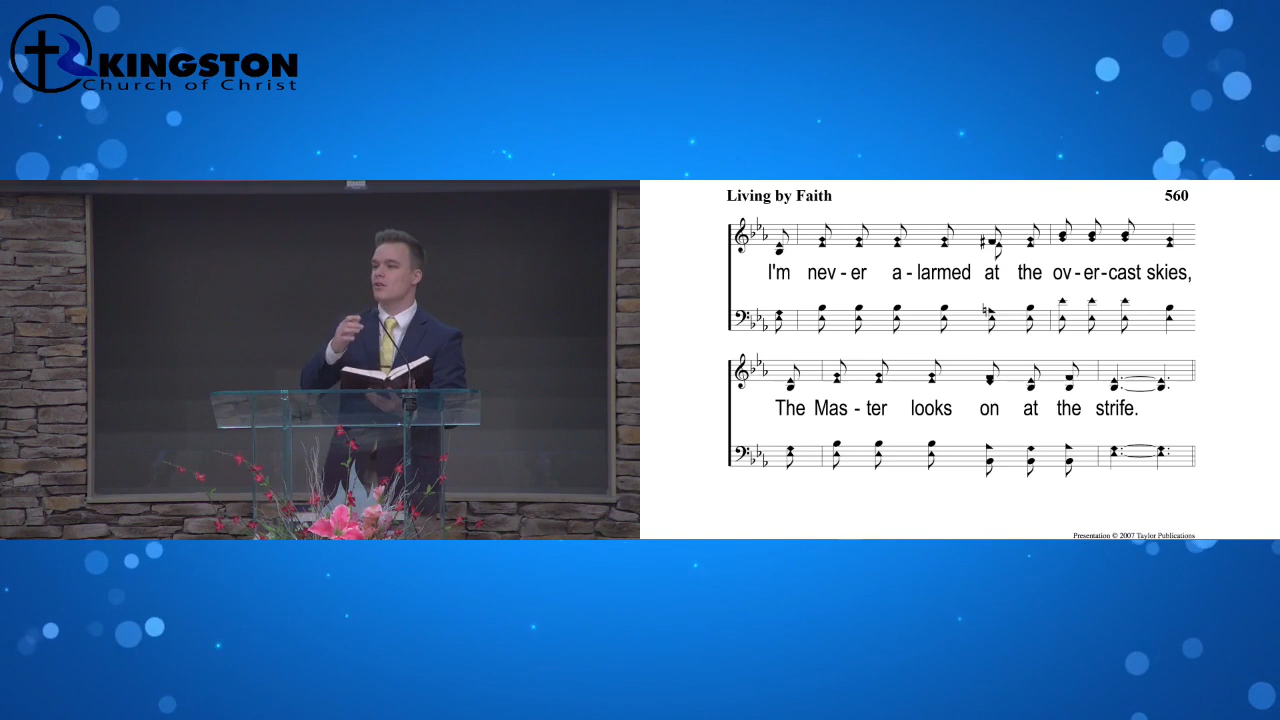 KINGSTON
Church of Christ
Living by Faith 560
I'm nev - er a - larmed at the ov - er - cast skies,
The Mas - ter looks on at the strife.
Presentation © 2007 Taylor Publications